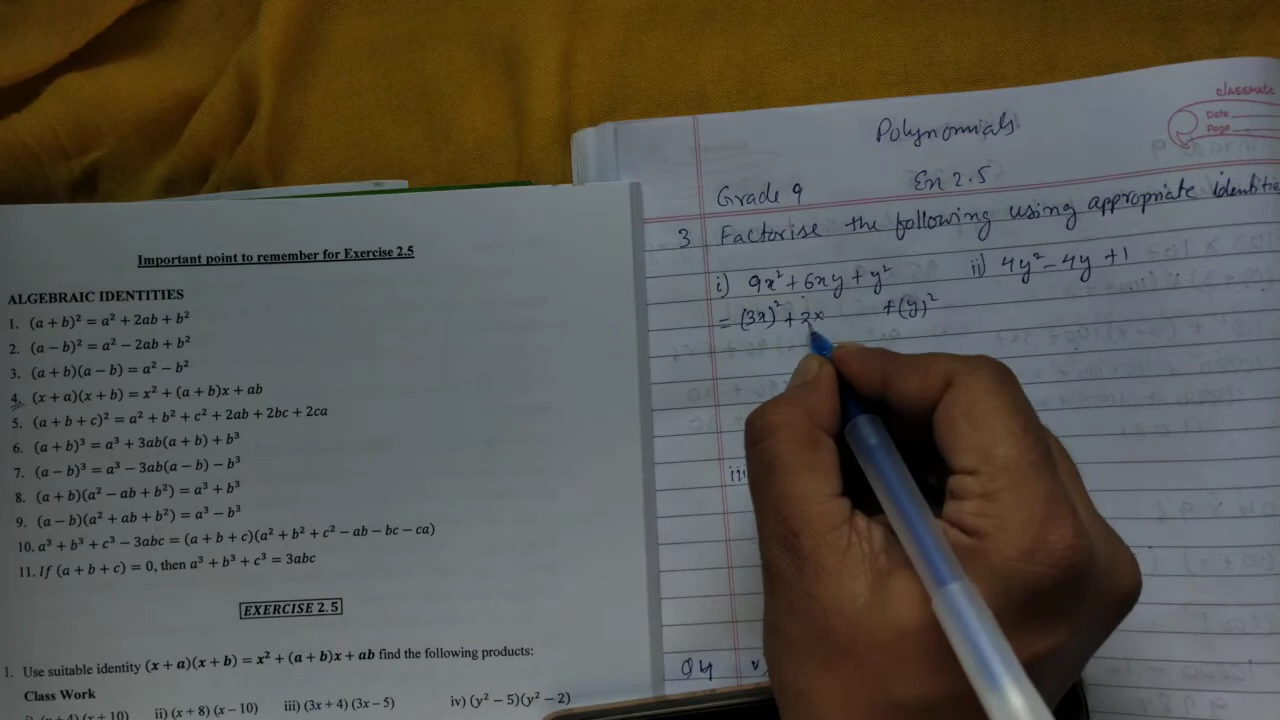 Important point to remember for Exercise 2.5
ALGEBRAIC IDENTITIES
1. (a + b)² = a² + 2ab + b²
2. (a − b)² = a² − 2ab + b²
3. (a + b)(a − b) = a² − b²
4. (x + a)(x + b) = x² + (a + b)x + ab
5. (a + b + c)² = a² + b² + c² + 2ab + 2bc + 2ca
6. (a + b)³ = a³ + 3ab(a + b) + b³
7. (a − b)³ = a³ − 3ab(a − b) − b³
8. (a + b)(a² − ab + b²) = a³ + b³
9. (a − b)(a² + ab + b²) = a³ − b³
10. a³ + b³ + c³ − 3abc = (a + b + c)(a² + b² + c² − ab − bc − ca)
11. If (a + b + c) = 0, then a³ + b³ + c³ = 3abc
EXERCISE 2.5
1. Use suitable identity (x + a)(x + b) = x² + (a + b)x + ab find the following products:
Class Work
(x + 10) ii) (x + 8) (x − 10) iii) (3x + 4) (3x − 5) iv) (y² − 5)(y² − 2)
classmate
Date
Page
Polynomials
Grade 9 Ex 2.5
3 Factorise the following using appropriate identitie
i) 9x² + 6xy + y² ii) 4y² − 4y + 1
= (3x)² + 2x + (y)²
iii
Q4 v